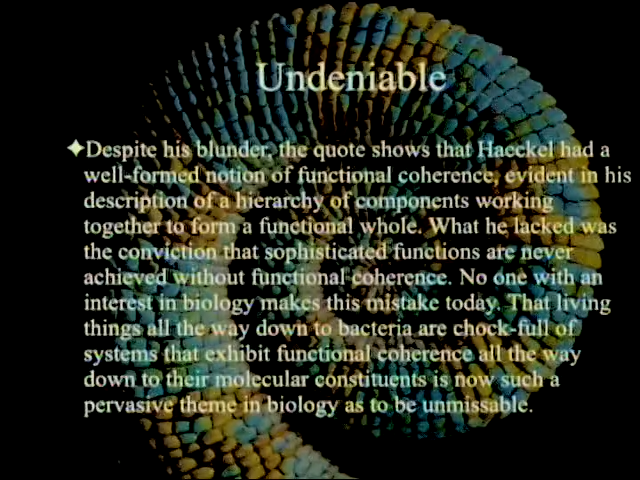 Undeniable
✦Despite his blunder, the quote shows that Haeckel had a
well-formed notion of functional coherence, evident in his
description of a hierarchy of components working
together to form a functional whole. What he lacked was
the conviction that sophisticated functions are never
achieved without functional coherence. No one with an
interest in biology makes this mistake today. That living
things all the way down to bacteria are chock-full of
systems that exhibit functional coherence all the way
down to their molecular constituents is now such a
pervasive theme in biology as to be unmissable.